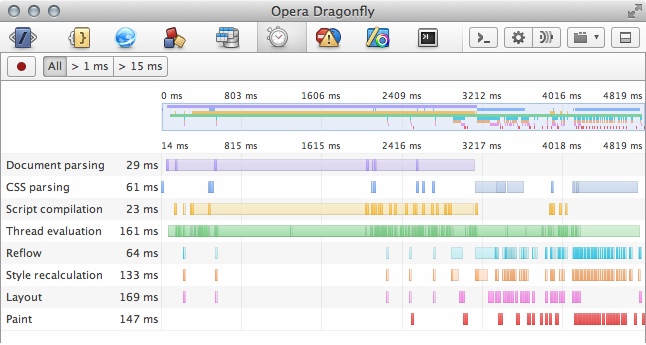 Opera Dragonfly
All > 1 ms > 15 ms
0 ms 803 ms 1606 ms 2409 ms 3212 ms 4016 ms 4819 ms
14 ms 815 ms 1615 ms 2416 ms 3217 ms 4018 ms 4819 ms
Document parsing 29 ms
CSS parsing 61 ms
Script compilation 23 ms
Thread evaluation 161 ms
Reflow 64 ms
Style recalculation 133 ms
Layout 169 ms
Paint 147 ms